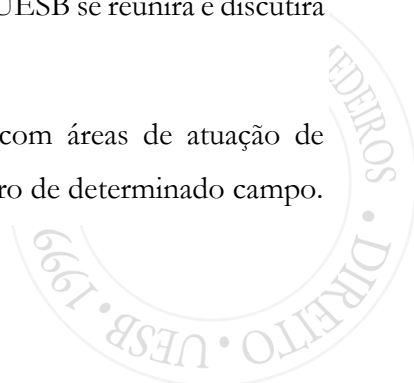 UESB se reunirá e discutirá
com áreas de atuação de
ro de determinado campo.
EDEIROS • DIREITO • UESB • 1999